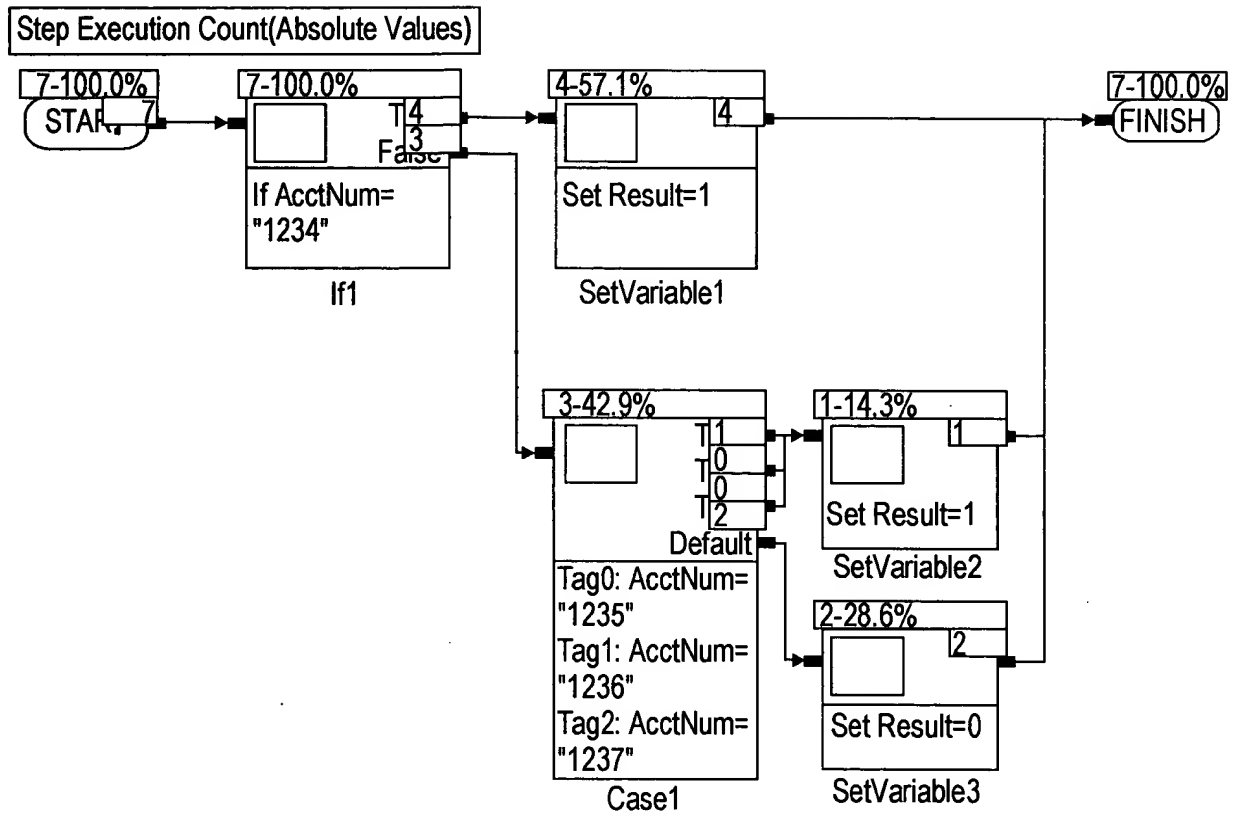 Step Execution Count(Absolute Values)
7-100.0%
7
7-100.0%
T 4
3
False
If AcctNum=
"1234"
If1
4-57.1%
4
Set Result=1
SetVariable1
7-100.0%
FINISH
3-42.9%
T 1
T 0
T 0
2
Default
Tag0: AcctNum=
"1235"
Tag1: AcctNum=
"1236"
Tag2: AcctNum=
"1237"
Case1
1-14.3%
1
Set Result=1
SetVariable2
2-28.6%
2
Set Result=0
SetVariable3